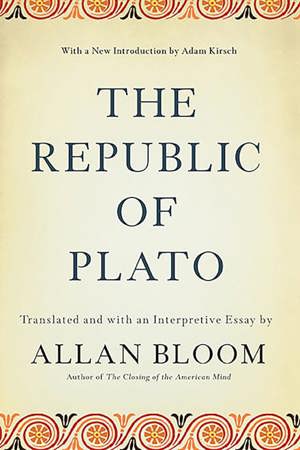 With a New Introduction by Adam Kirsch
THE
REPUBLIC
OF
PLATO
Translated and with an Interpretive Essay by
ALLAN BLOOM
Author of The Closing of the American Mind